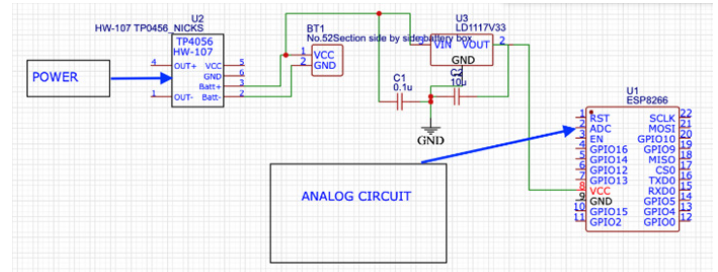 U2
HW-107 TP0456_NICKS
TP4056
HW-107
4 OUT+ VCC 5
GND 6
Batt+ 3
1 OUT- Batt- 2
POWER
BT1
No.52Section side by side battery box
1 VCC
2 GND
U3
LD1117V33
3 VIN VOUT 2
GND
C1
0.1u
C2
10u
GND
ANALOG CIRCUIT
U1
ESP8266
1 RST SCLK 22
2 ADC MOSI 21
3 EN GPIO10 20
4 GPIO16 GPIO9 19
5 GPIO14 MISO 18
6 GPIO12 CS0 17
7 GPIO13 TXD0 16
8 VCC RXD0 15
9 GND GPIO5 14
10 GPIO15 GPIO4 13
11 GPIO2 GPIO0 12